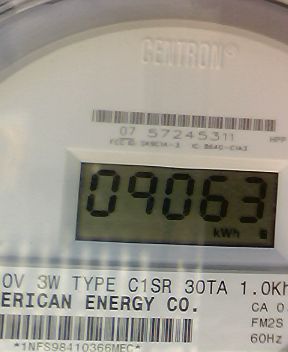 CENTRON®
07 57245311
09063
kWh
0V 3W TYPE C1SR 30TA 1.0Kh
ERICAN ENERGY CO.
CA 0.
FM2S
60Hz
*1NFS98410366MEC*